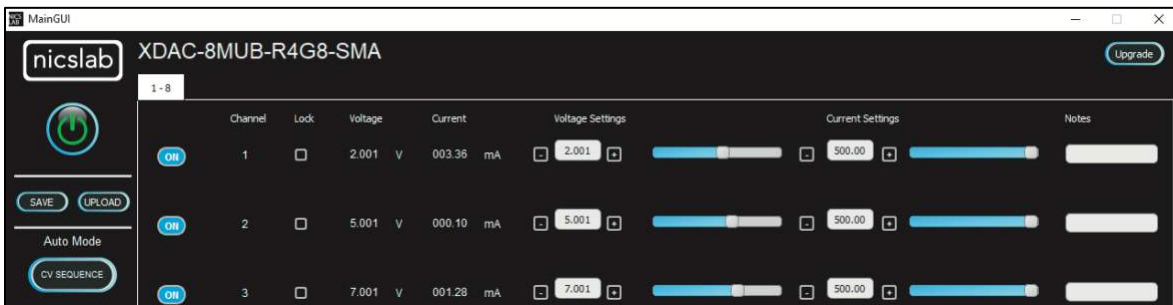 NICS LAB MainGUI
nicslab XDAC-8MUB-R4G8-SMA Upgrade
1 - 8
Channel Lock Voltage Current Voltage Settings Current Settings Notes
ON 1 2.001 V 003.36 mA - 2.001 + - 500.00 +
SAVE UPLOAD
ON 2 5.001 V 000.10 mA - 5.001 + - 500.00 +
Auto Mode
CV SEQUENCE
ON 3 7.001 V 001.28 mA - 7.001 + - 500.00 +